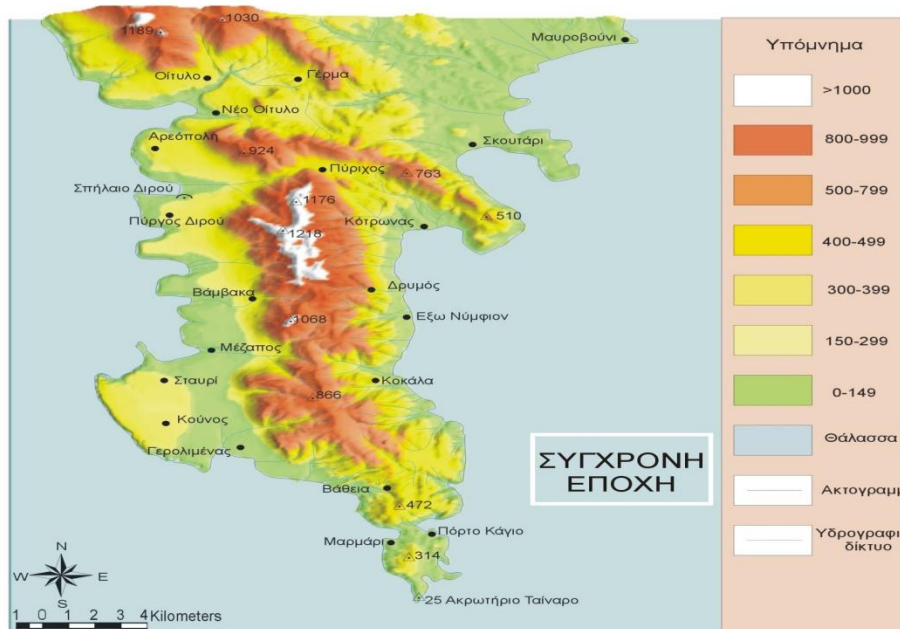 1030
1189
Μαυροβούνι
Οίτυλο
Γέρμα
Νέο Οίτυλο
Αρεόπολη
924
Σκουτάρι
Πύριχος
763
Σπήλαιο Διρού
1176
510
Πύργος Διρού
Κότρωνας
1218
Βάμβακα
Δρυμός
1068
Εξω Νύμφιον
Μέζαπος
Σταυρί
Κοκάλα
866
Κούνος
Γερολιμένας
Βάθεια
472
Πόρτο Κάγιο
Μαρμάρι
314
25 Ακρωτήριο Ταίναρο
ΣΥΓΧΡΟΝΗ
ΕΠΟΧΗ
N
W E
S
1 0 1 2 3 4 Kilometers
Υπόμνημα
>1000
800-999
500-799
400-499
300-399
150-299
0-149
Θάλασσα
Ακτογραμμ
Υδρογραφι
δίκτυο